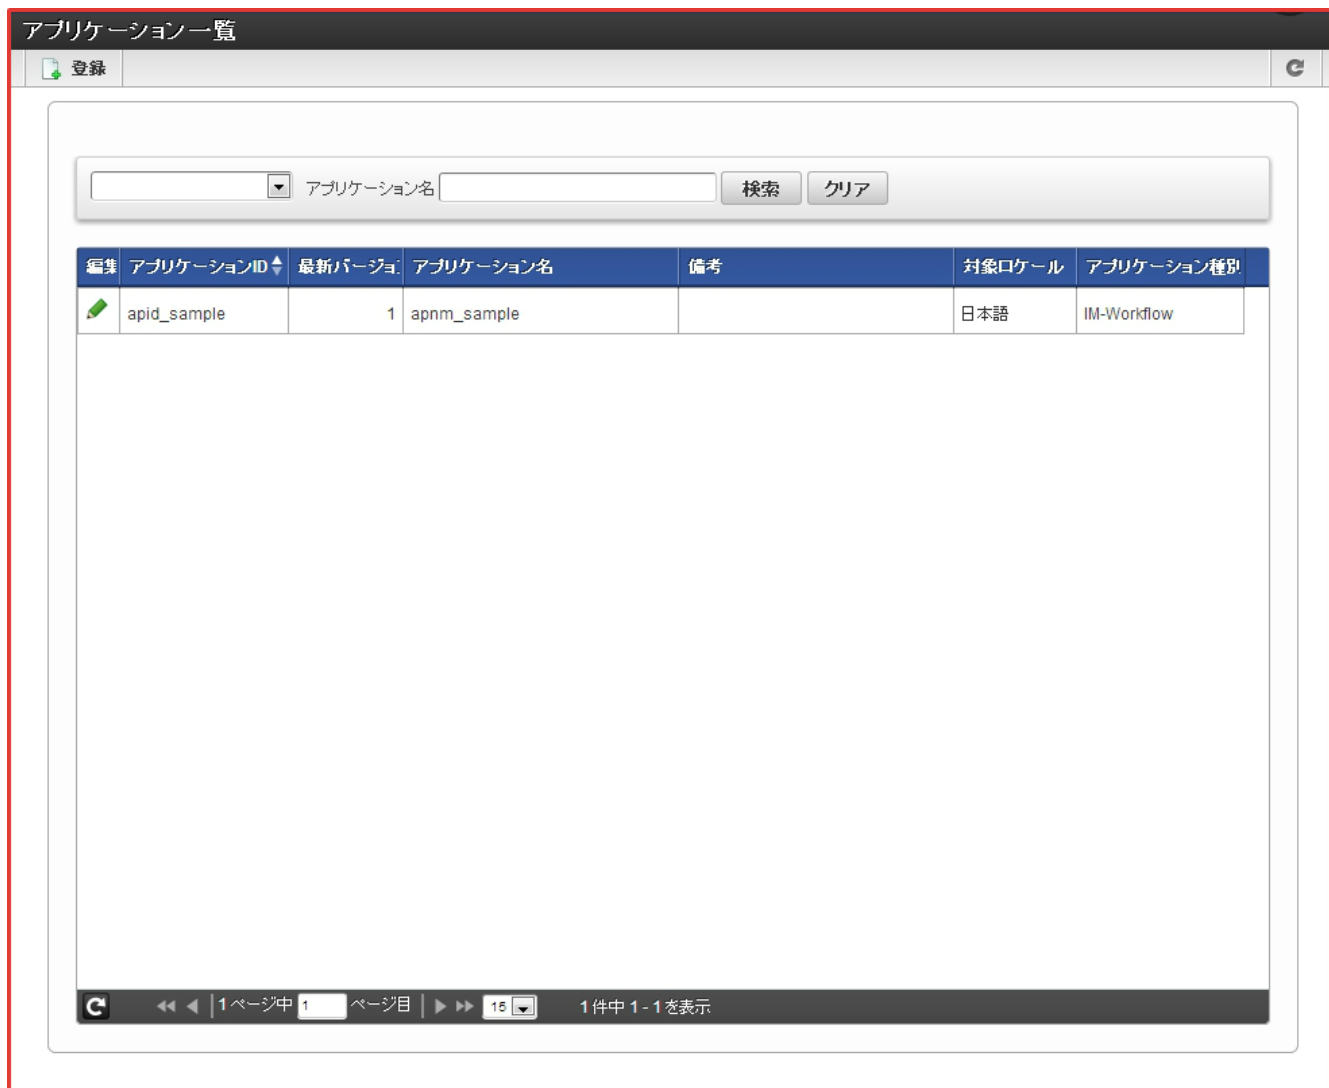 アプリケーション一覧
登録
アプリケーション名 検索 クリア
編集 アプリケーションID 最新バージョ アプリケーション名 備考 対象ロケール アプリケーション種別
apid_sample 1 apnm_sample 日本語 IM-Workflow
1 ページ中 1 ページ目 15 1 件中 1 - 1 を表示